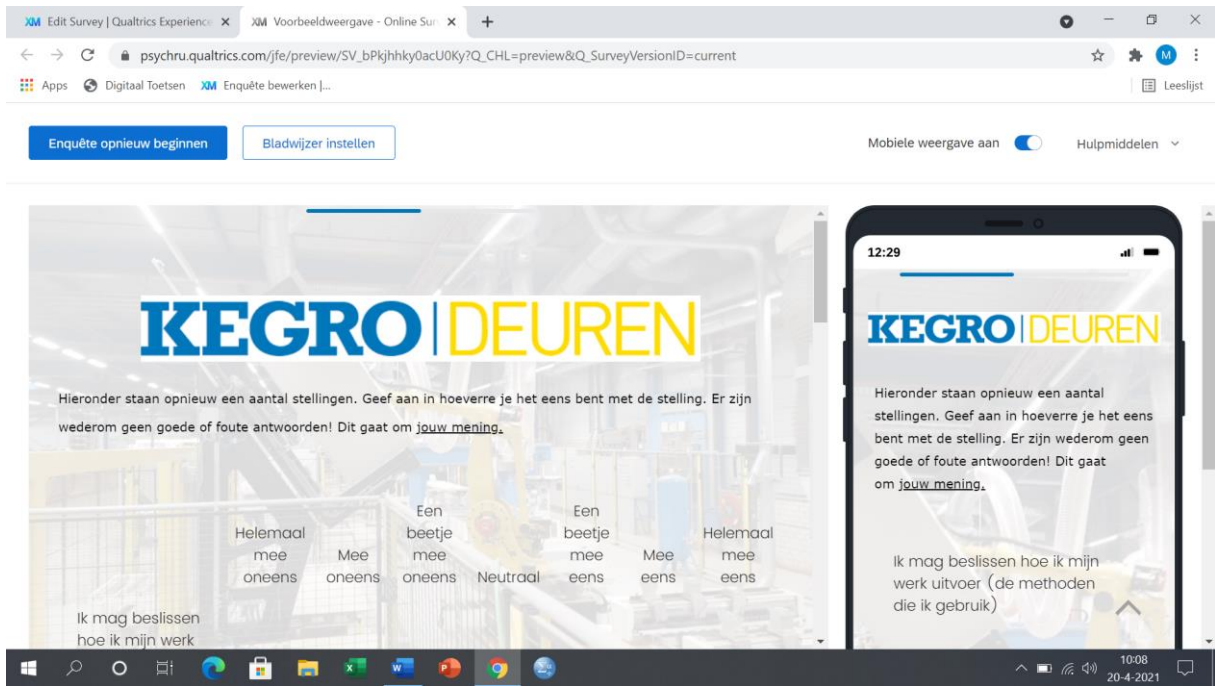 Edit Survey | Qualtrics Experience
Voorbeeldweergave - Online Sur
psychru.qualtrics.com/jfe/preview/SV_bPkjhhky0acU0Ky?Q_CHL=preview&Q_SurveyVersionID=current
M
Apps
Digitaal Toetsen
Enquête bewerken |...
Leeslijst
Enquête opnieuw beginnen
Bladwijzer instellen
Mobiele weergave aan
Hulpmiddelen
KEGRO|DEUREN
Hieronder staan opnieuw een aantal stellingen. Geef aan in hoeverre je het eens bent met de stelling. Er zijn
wederom geen goede of foute antwoorden! Dit gaat om jouw mening.
Helemaal
mee
oneens
Mee
oneens
Een
beetje
mee
oneens
Neutraal
Een
beetje
mee
eens
Mee
eens
Helemaal
mee
eens
Ik mag beslissen
hoe ik mijn werk
12:29
KEGRO|DEUREN
Hieronder staan opnieuw een aantal
stellingen. Geef aan in hoeverre je het eens
bent met de stelling. Er zijn wederom geen
goede of foute antwoorden! Dit gaat
om jouw mening.
Ik mag beslissen hoe ik mijn
werk uitvoer (de methoden
die ik gebruik)
10:08
20-4-2021